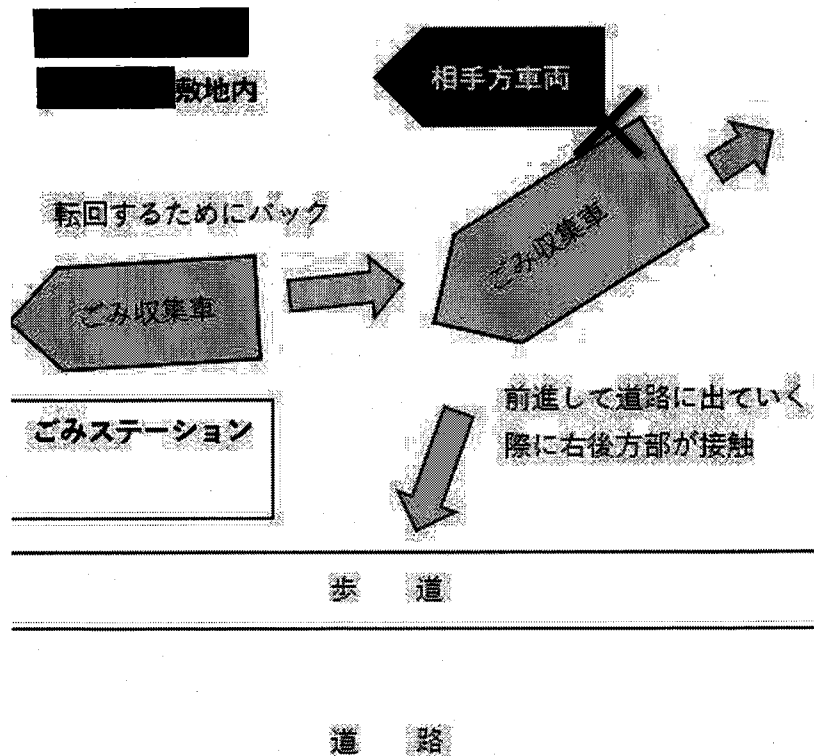 敷地内
相手方車両
転回するためにバック
ごみ収集車
ごみ収集車
前進して道路に出ていく
際に右後方部が接触
ごみステーション
歩 道
道 路